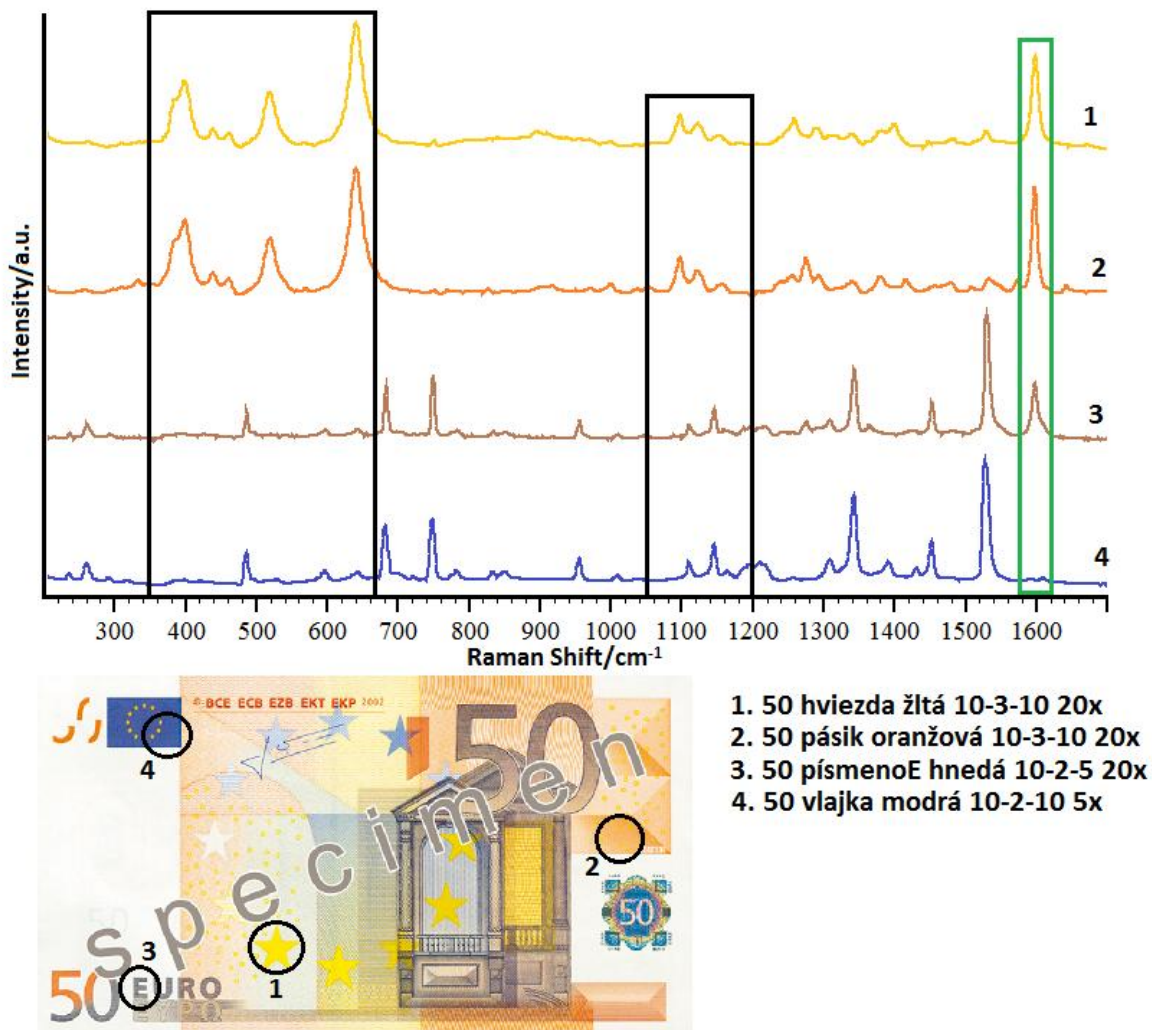 1
2
3
4
Intensity/a.u.
300 400 500 600 700 800 900 1000 1100 1200 1300 1400 1500 1600
Raman Shift/cm⁻¹
© BCE ECB EZB EKT EKP 2002
50
specimen
4
2
50
3
1
50 EURO
ΕΥΡΩ
1. 50 hviezda žltá 10-3-10 20x
2. 50 pásik oranžová 10-3-10 20x
3. 50 písmenoE hnedá 10-2-5 20x
4. 50 vlajka modrá 10-2-10 5x